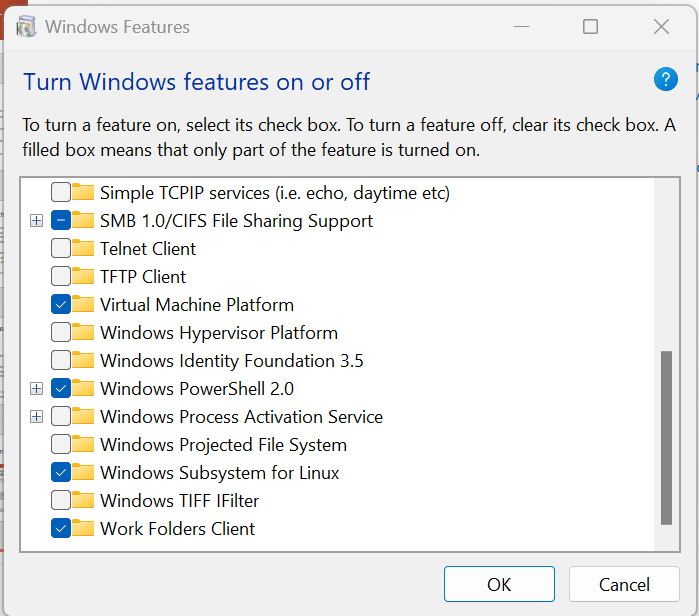 Windows Features
Turn Windows features on or off
?
To turn a feature on, select its check box. To turn a feature off, clear its check box. A
filled box means that only part of the feature is turned on.
Simple TCPIP services (i.e. echo, daytime etc)
SMB 1.0/CIFS File Sharing Support
Telnet Client
TFTP Client
Virtual Machine Platform
Windows Hypervisor Platform
Windows Identity Foundation 3.5
Windows PowerShell 2.0
Windows Process Activation Service
Windows Projected File System
Windows Subsystem for Linux
Windows TIFF IFilter
Work Folders Client
OK Cancel